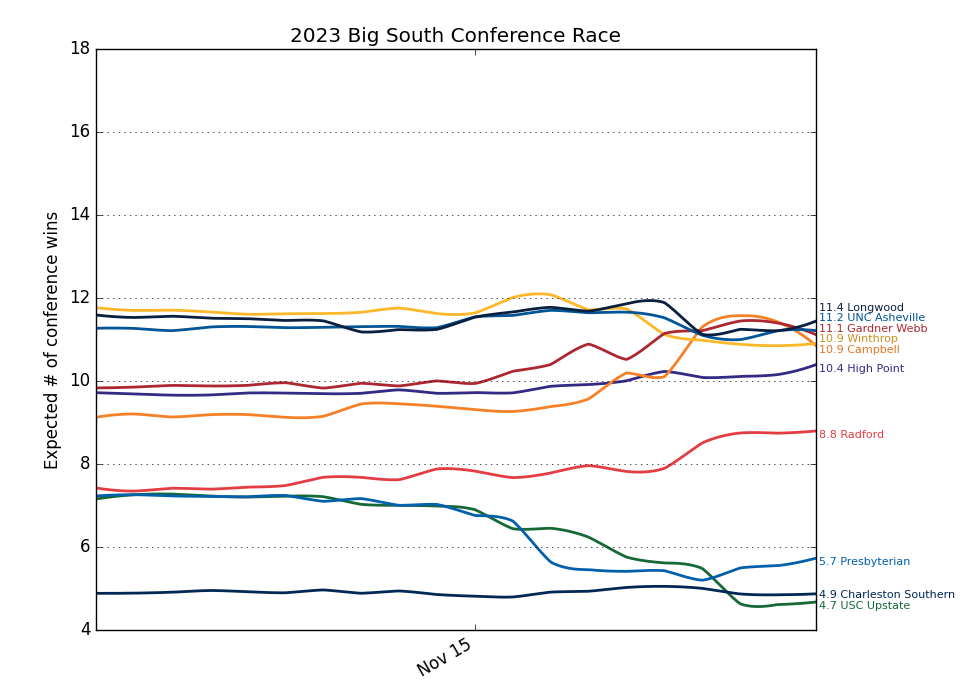 2023 Big South Conference Race
Expected # of conference wins
18
16
14
12
10
8
6
4
Nov 15
11.4 Longwood
11.2 UNC Asheville
11.1 Gardner Webb
10.9 Winthrop
10.9 Campbell
10.4 High Point
8.8 Radford
5.7 Presbyterian
4.9 Charleston Southern
4.7 USC Upstate